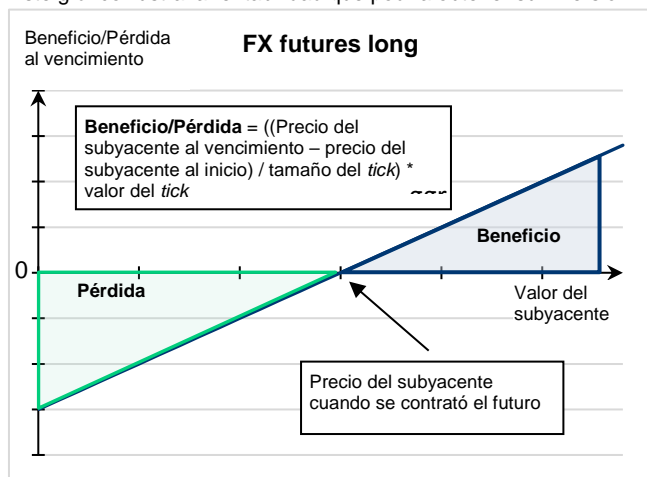 Beneficio/Pérdida
al vencimiento
FX futures long
Beneficio/Pérdida = ((Precio del
subyacente al vencimiento – precio del
subyacente al inicio) / tamaño del tick) *
valor del tick
Beneficio
0
Pérdida
Valor del
subyacente
Precio del subyacente
cuando se contrató el futuro